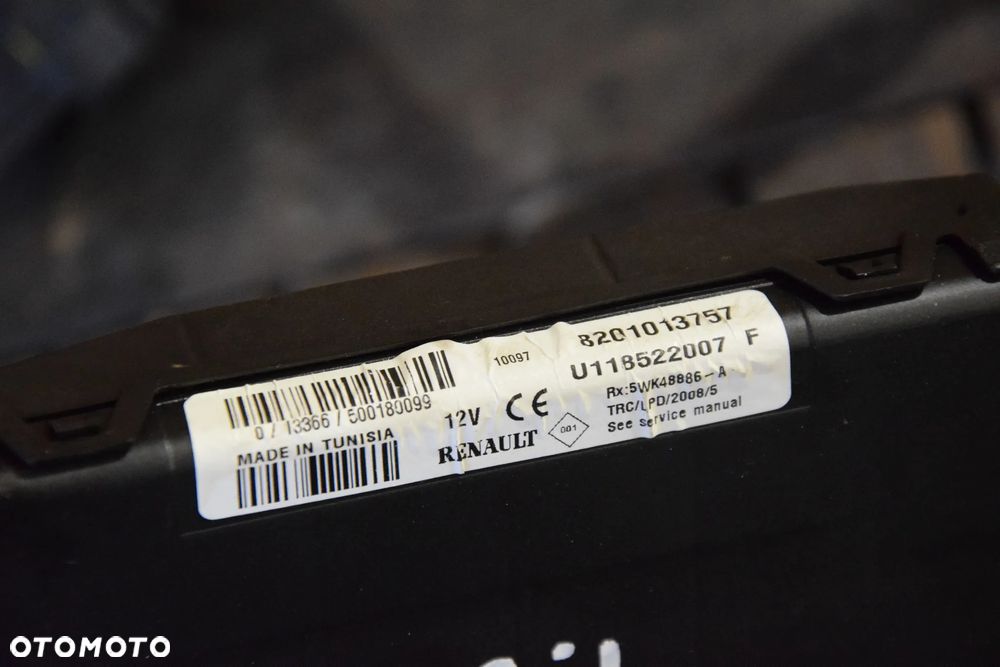 8201013757
10097
U118522007 F
0 / 13366 / 500180099
12V
CE
Rx:5WK48886-A
TRC/LPD/2008/5
See service manual
MADE IN TUNISIA
RENAULT
001
OTOMOTO